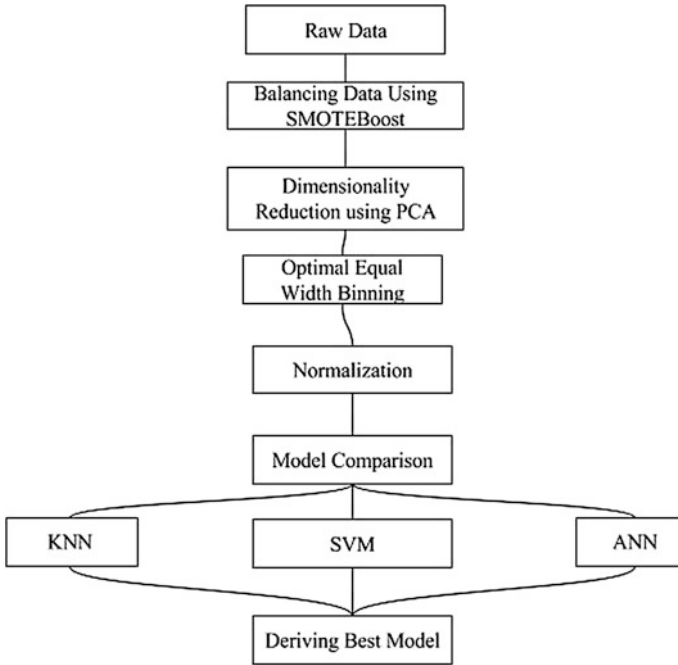 Raw Data
Balancing Data Using
SMOTEBoost
Dimensionality
Reduction using PCA
Optimal Equal
Width Binning
Normalization
Model Comparison
KNN
SVM
ANN
Deriving Best Model